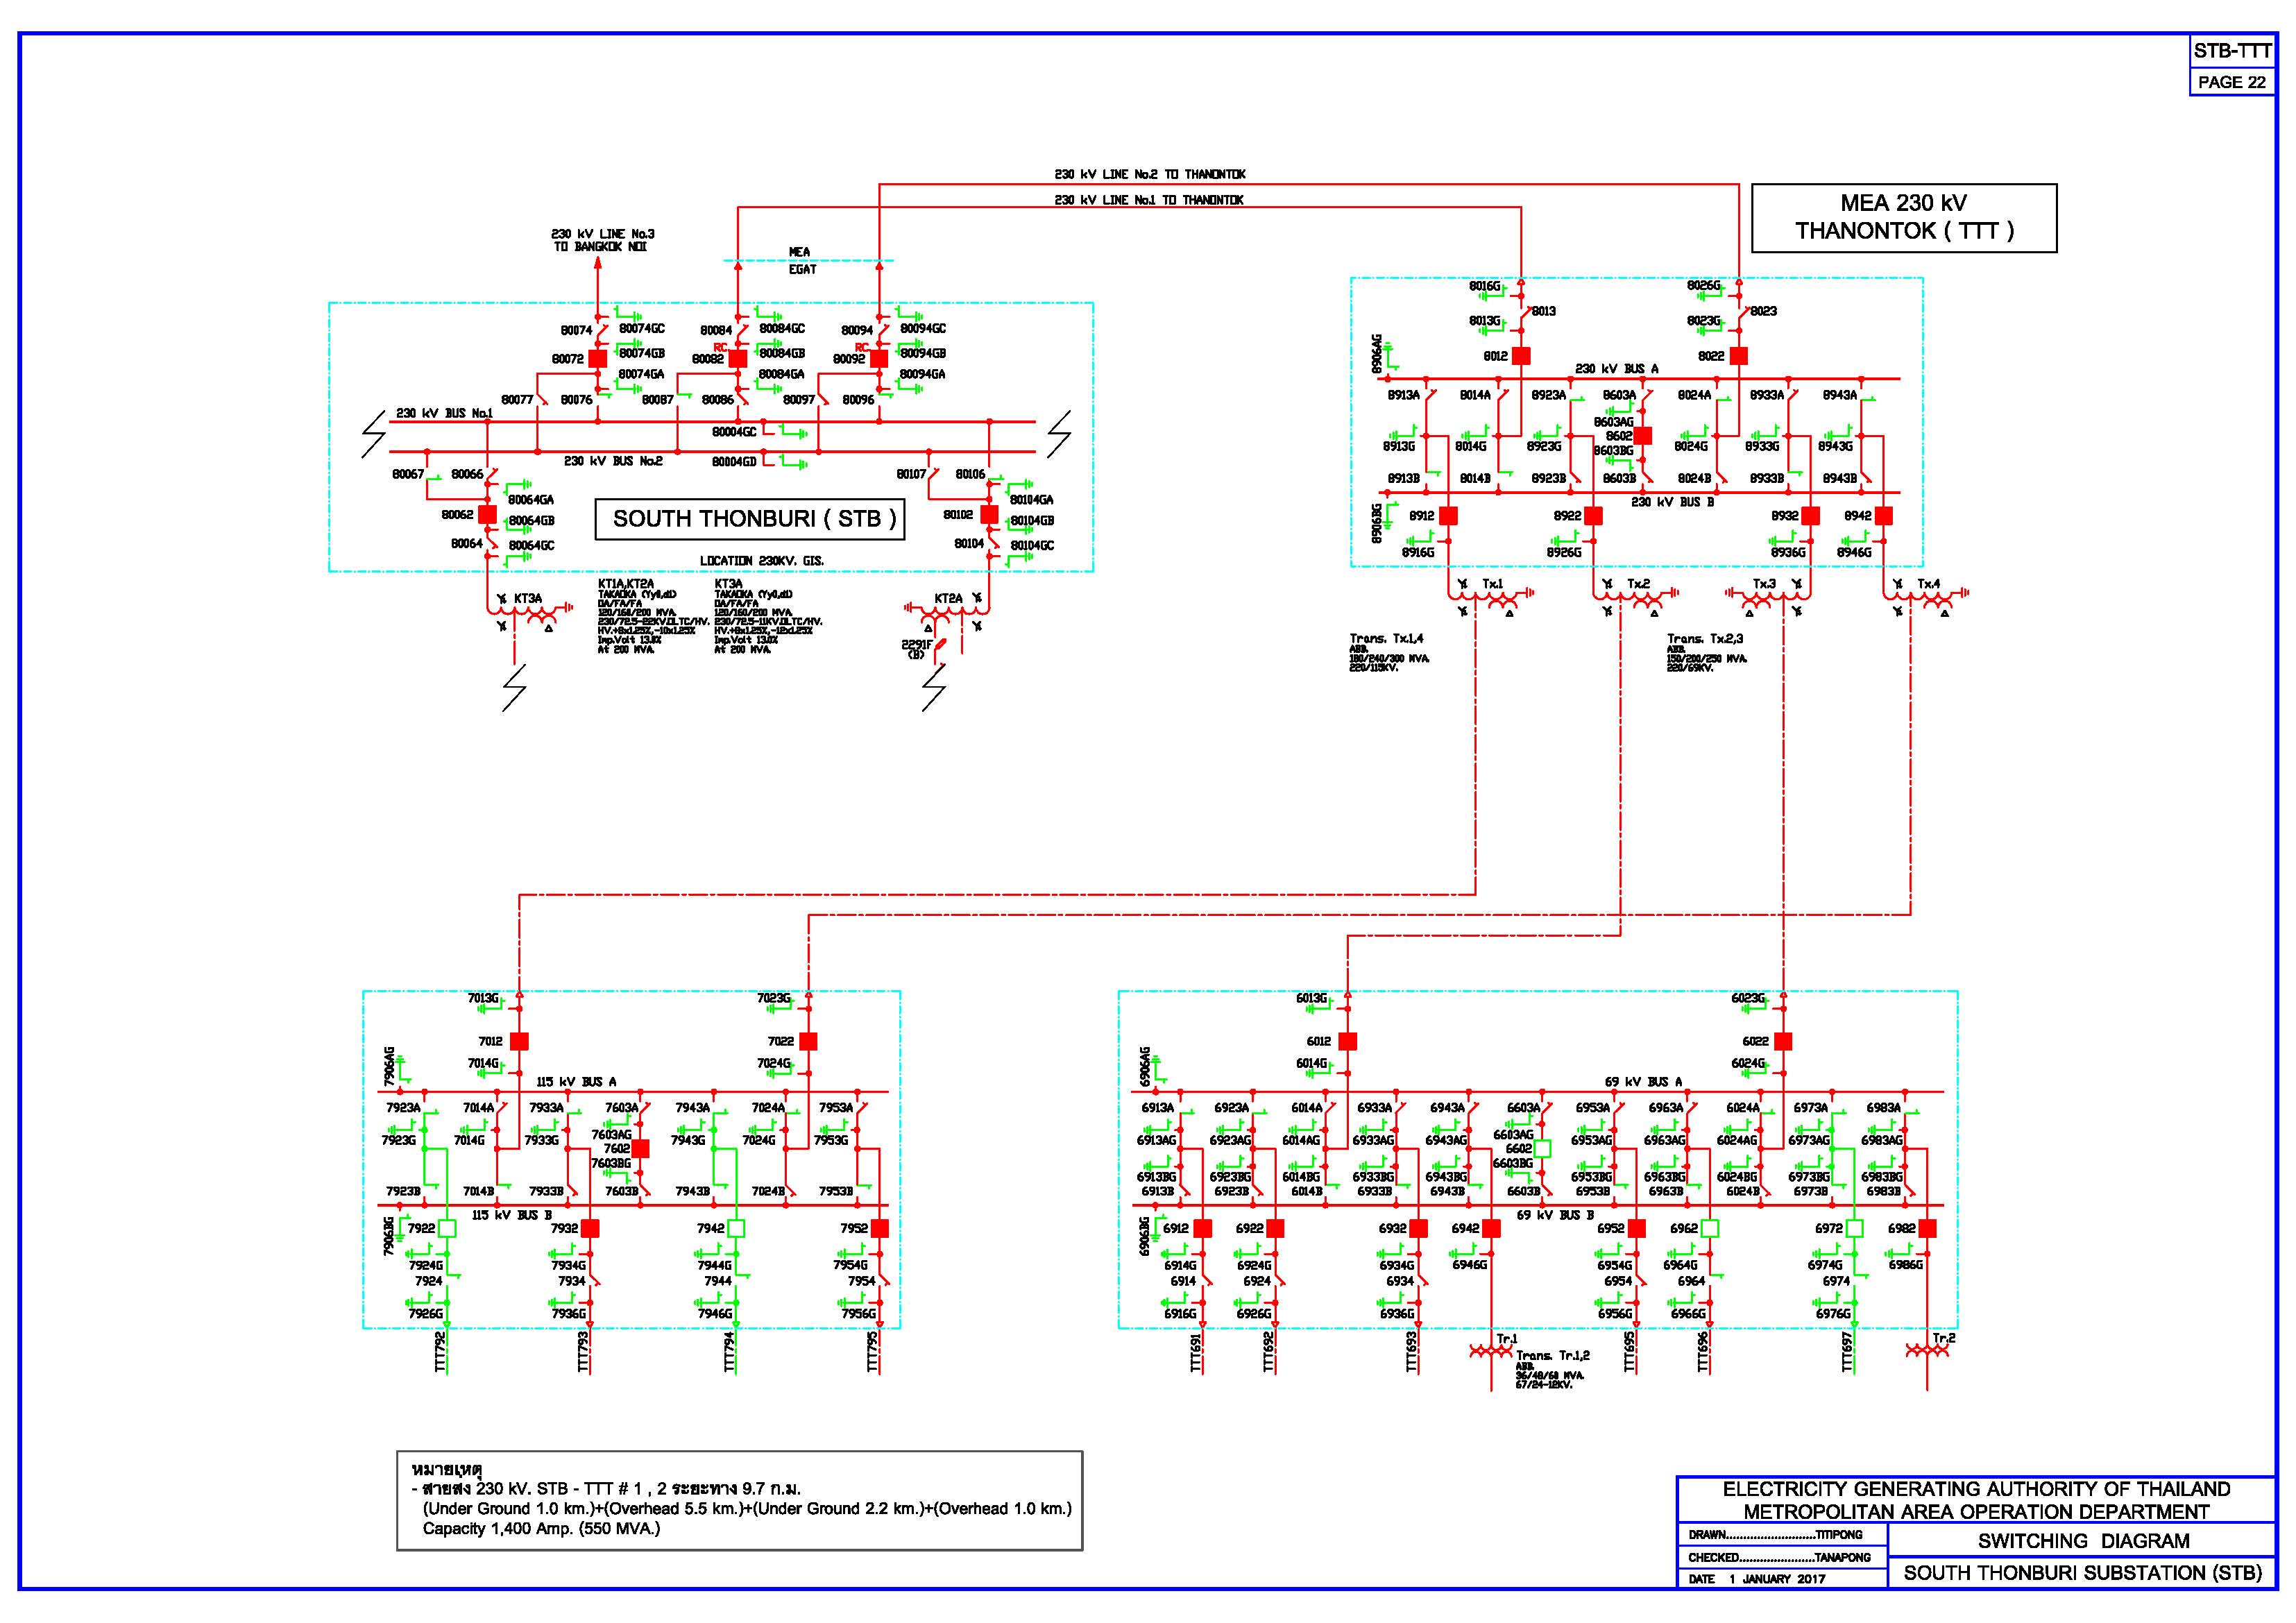 STB-TTT
PAGE 22
230 kV LINE No.2 TO THANONTOK
230 kV LINE No.1 TO THANONTOK
MEA 230 kV
THANONTOK ( TTT )
230 kV LINE No.3
TO BANGKOK NOI
MEA
EGAT
80074
80074GC
80084
80084GC
80094
80094GC
80072
80074GB
RC.
80082
80084GB
RC.
80092
80094GB
80074GA
80084GA
80094GA
80077
80076
80087
80086
80097
80096
230 kV BUS No.1
80004GC
230 kV BUS No.2
80004GD
80067
80066
80107
80106
80064GA
80104GA
80062
80064GB
80102
80104GB
80064
80064GC
80104
80104GC
SOUTH THONBURI ( STB )
LOCATION 230KV. GIS.
KT3A
KT2A
2291F
(B)
KT1A,KT2A
TAKAOKA (Yy0,d1)
OA/FA/FA
120/160/200 MVA.
230/72.5-22KV.OLTC/HV.
HV.+8x1.25%,-10x1.25%
Imp.Volt 13.0%
At 200 MVA.
KT3A
TAKAOKA (Yy0,d1)
OA/FA/FA
120/160/200 MVA
230/72.5-11KV.OLTC/HV.
HV.+8x1.25%,-12x1.25%
Imp.Volt 13.0%
At 200 MVA.
8016G
8013
8013G
8012
8026G
8023
8023G
8022
8906AG
230 kV BUS A
8913A
8014A
8923A
8603A
8024A
8933A
8943A
8603AG
8602
8603BG
8913G
8014G
8923G
8024G
8933G
8943G
8913B
8014B
8923B
8603B
8024B
8933B
8943B
230 kV BUS B
8906BG
8912
8922
8932
8942
8916G
8926G
8936G
8946G
Tx.1
Tx.2
Tx.3
Tx.4
Trans. Tx.1,4
ABB.
180/240/300 MVA.
220/115KV.
Trans. Tx.2,3
ABB.
150/200/250 MVA.
220/69KV.
7013G
7023G
7012
7022
7014G
7024G
7906AG
115 kV BUS A
7923A
7014A
7933A
7603A
7943A
7024A
7953A
7603AG
7923G
7014G
7933G
7602
7943G
7024G
7953G
7603BG
7923B
7014B
7933B
7603B
7943B
7024B
7953B
115 kV BUS B
7906BG
7922
7932
7942
7952
7924G
7934G
7944G
7954G
7924
7934
7944
7954
7926G
7936G
7946G
7956G
TTT792
TTT793
TTT794
TTT795
6013G
6023G
6012
6022
6014G
6024G
6906AG
69 kV BUS A
6913A
6923A
6014A
6933A
6943A
6603A
6953A
6963A
6024A
6973A
6983A
6913AG
6923AG
6014AG
6933AG
6943AG
6603AG
6953AG
6963AG
6024AG
6973AG
6983AG
6602
6603BG
6913BG
6923BG
6014BG
6933BG
6943BG
6953BG
6963BG
6024BG
6973BG
6983BG
6913B
6923B
6014B
6933B
6943B
6603B
6953B
6963B
6024B
6973B
6983B
69 kV BUS B
6906BG
6912
6922
6932
6942
6952
6962
6972
6982
6914G
6924G
6934G
6946G
6954G
6964G
6974G
6986G
6914
6924
6934
6954
6964
6974
6916G
6926G
6936G
6956G
6966G
6976G
TTT691
TTT692
TTT693
TTT695
TTT696
TTT697
Tr.1
Tr.2
Trans. Tr.1,2
ABB.
36/48/60 MVA.
67/24-12KV.
หมายเหตุ
- สายส่ง 230 kV. STB - TTT # 1 , 2 ระยะทาง 9.7 ก.ม.
(Under Ground 1.0 km.)+(Overhead 5.5 km.)+(Under Ground 2.2 km.)+(Overhead 1.0 km.)
Capacity 1,400 Amp. (550 MVA.)
ELECTRICITY GENERATING AUTHORITY OF THAILAND
METROPOLITAN AREA OPERATION DEPARTMENT
DRAWN..........................TITIPONG
CHECKED......................TANAPONG
DATE 1 JANUARY 2017
SWITCHING DIAGRAM
SOUTH THONBURI SUBSTATION (STB)